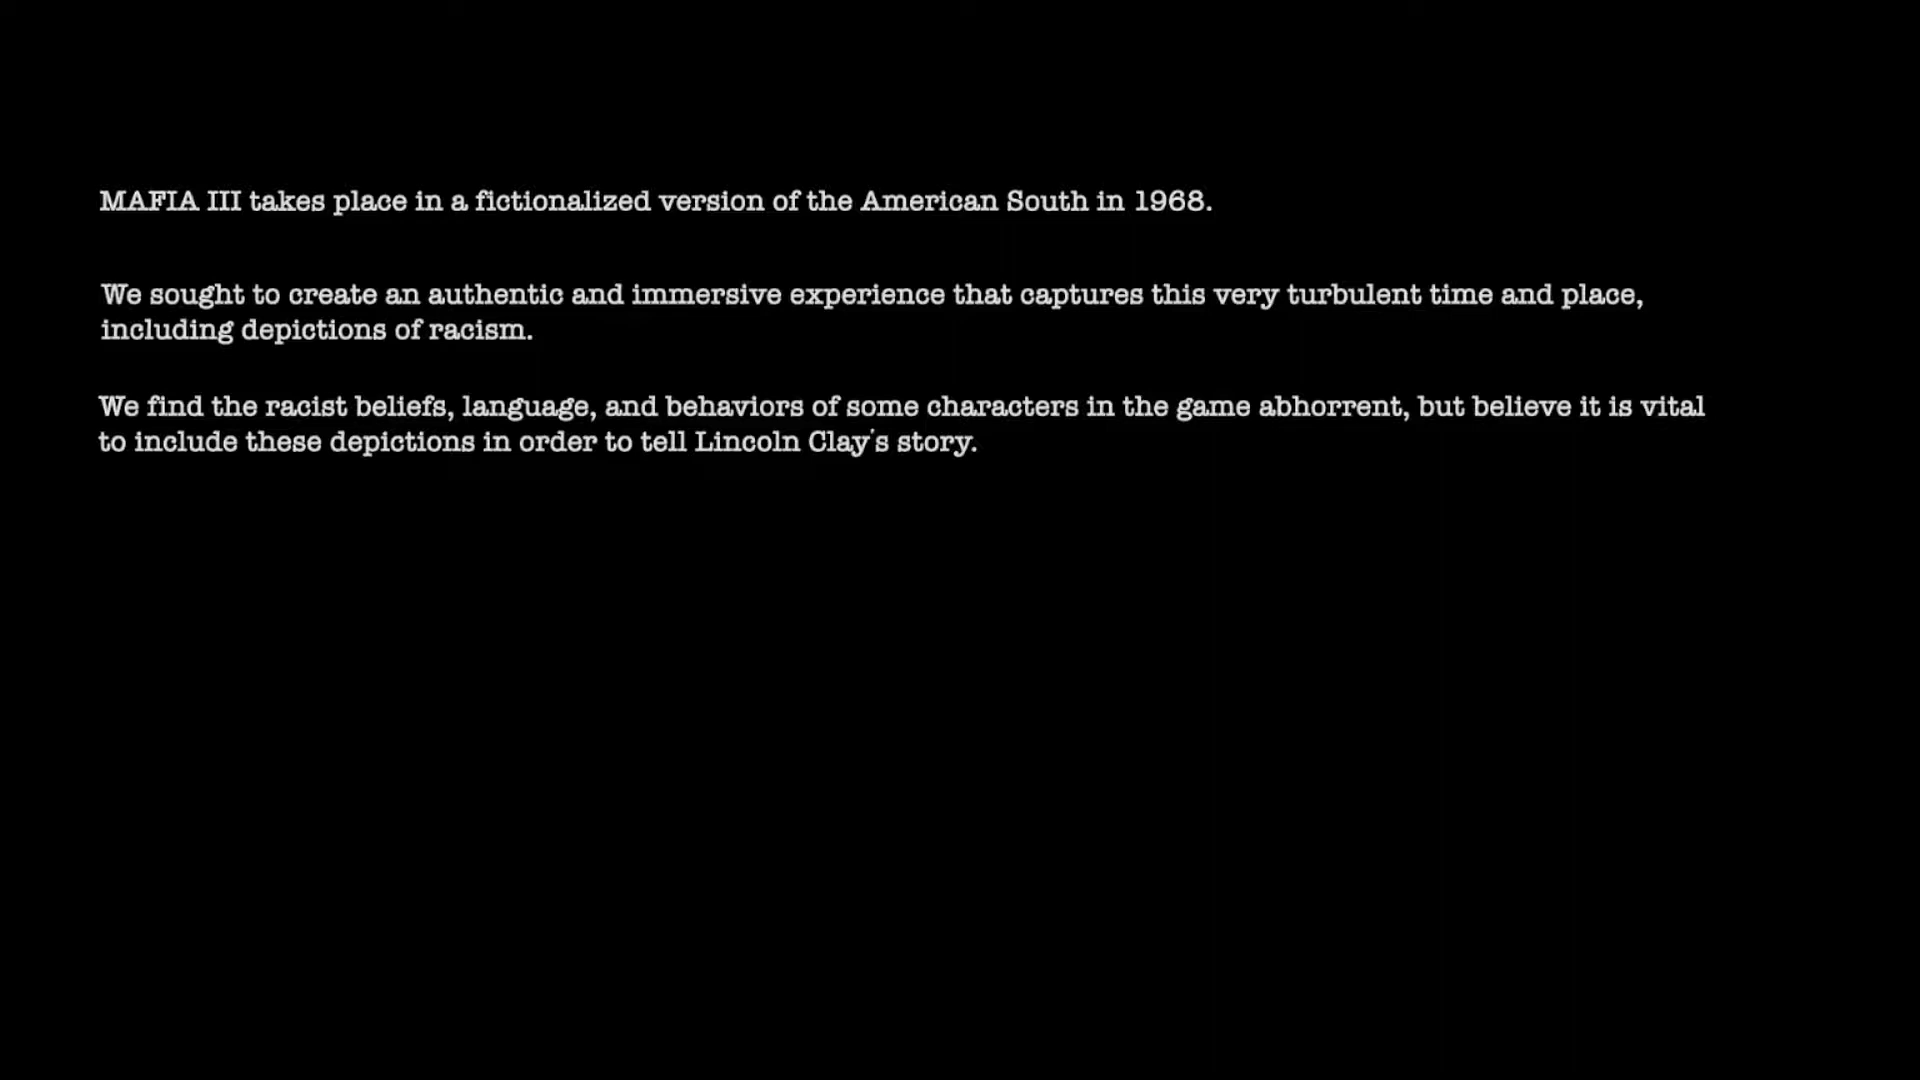 MAFIA III takes place in a fictionalized version of the American South in 1968.
We sought to create an authentic and immersive experience that captures this very turbulent time and place,
including depictions of racism.
We find the racist beliefs, language, and behaviors of some characters in the game abhorrent, but believe it is vital
to include these depictions in order to tell Lincoln Clay's story.